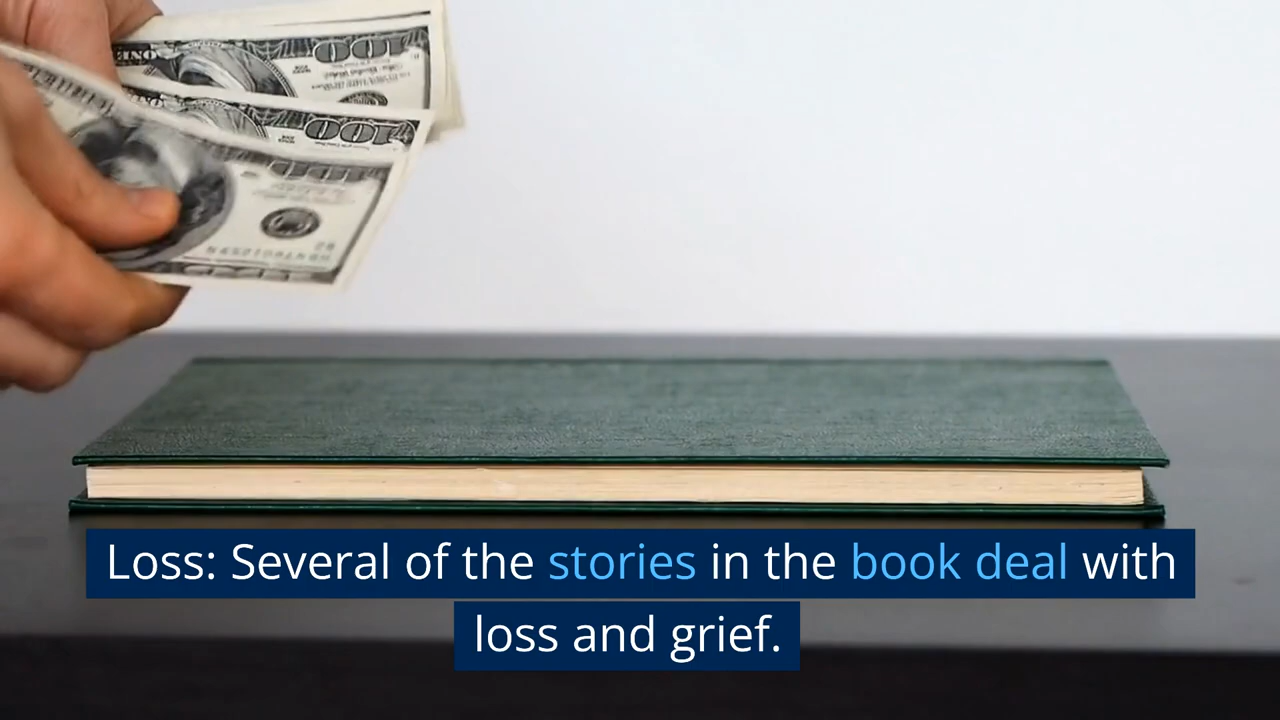 Loss: Several of the stories in the book deal with
loss and grief.